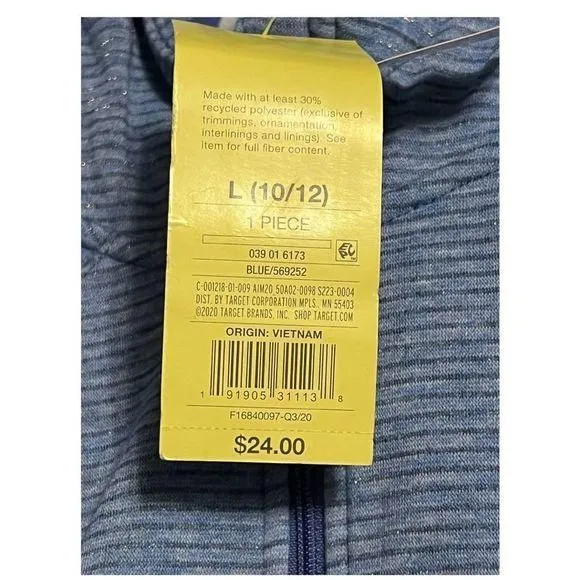 Made with at least 30%
recycled polyester (exclusive of
trimmings, ornamentation,
interlinings and linings). See
item for full fiber content.
L (10/12)
1 PIECE
039 01 6173
BLUE/569252
C-001218-01-009 AIM20_50A02-0098 S223-0004
DIST. BY TARGET CORPORATION MPLS., MN 55403
©2020 TARGET BRANDS, INC. SHOP TARGET.COM
ORIGIN: VIETNAM
1 91905 31113 8
F16840097-Q3/20
$24.00